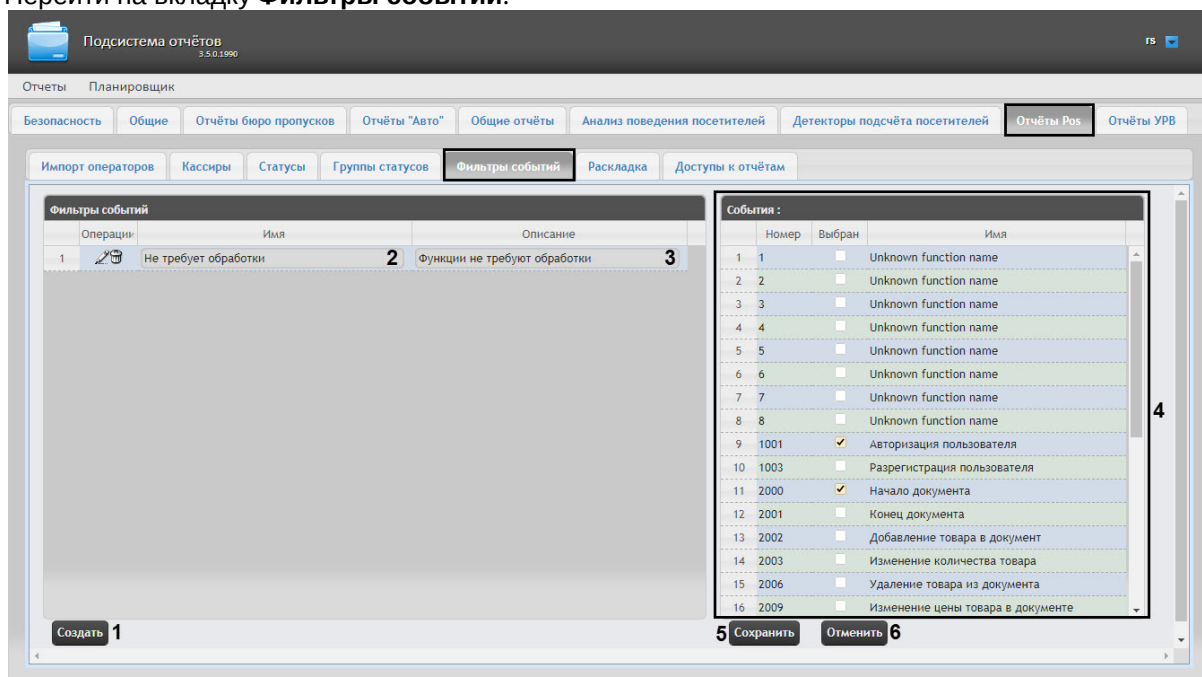 Перейти на вкладку Фильтры событий.
Подсистема отчётов
3.5.0.1990
rs
Отчеты Планировщик
Безопасность Общие Отчёты бюро пропусков Отчёты "Авто" Общие отчёты Анализ поведения посетителей Детекторы подсчёта посетителей Отчёты Pos Отчёты УРВ
Импорт операторов Кассиры Статусы Группы статусов Фильтры событий Раскладка Доступы к отчётам
Фильтры событий
Операции Имя Описание
1 Не требует обработки 2 Функции не требуют обработки 3
События :
Номер Выбран Имя
1 1 Unknown function name
2 2 Unknown function name
3 3 Unknown function name
4 4 Unknown function name
5 5 Unknown function name
6 6 Unknown function name
7 7 Unknown function name
8 8 Unknown function name
4
9 1001 Авторизация пользователя
10 1003 Разрегистрация пользователя
11 2000 Начало документа
12 2001 Конец документа
13 2002 Добавление товара в документ
14 2003 Изменение количества товара
15 2006 Удаление товара из документа
16 2009 Изменение цены товара в документе
Создать 1
5 Сохранить Отменить 6